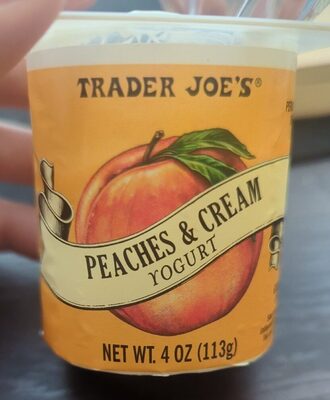 TRADER JOE'S®
PEACHES & CREAM
YOGURT
NET WT. 4 OZ (113g)